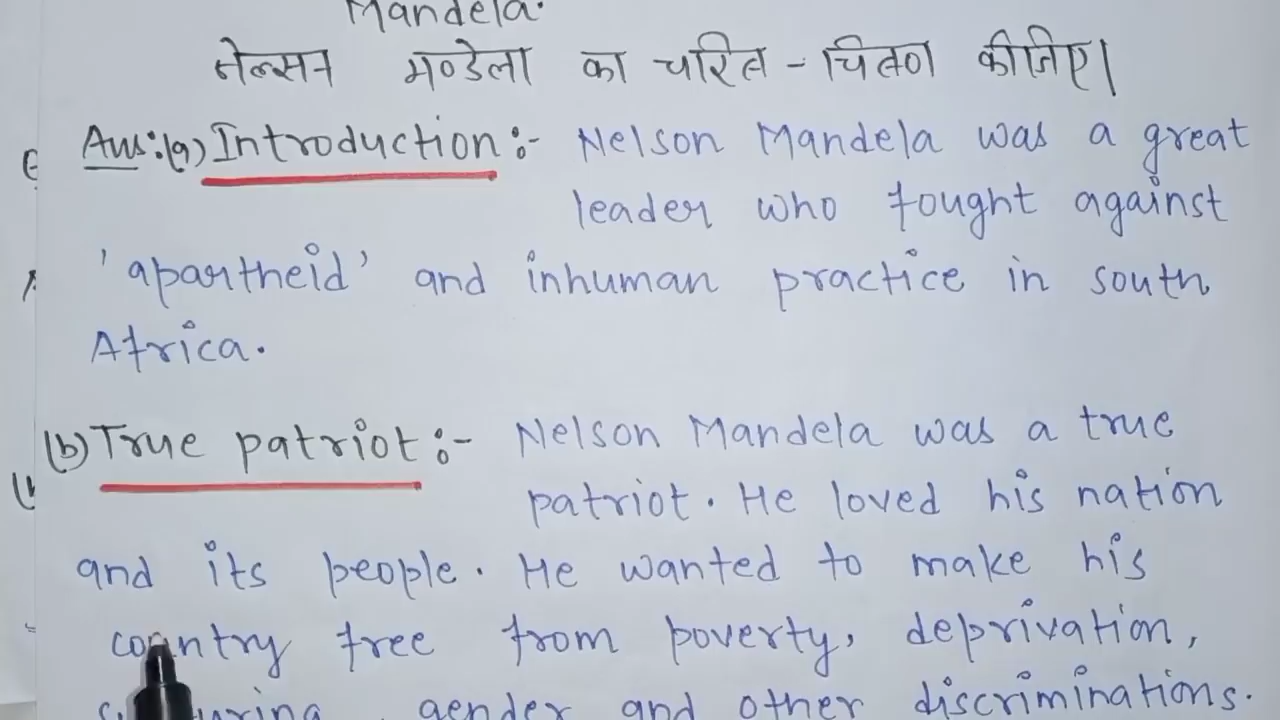 Mandela.
नेल्सन मण्डेला का चरित्र - चित्रण कीजिए।
Ans:(a) Introduction :- Nelson Mandela was a great
leader who fought against
'apartheid' and inhuman practice in south
Africa.
(b) True patriot :- Nelson Mandela was a true
patriot. He loved his nation
and its people. He wanted to make his
country free from poverty, deprivation,
gender and other discriminations.